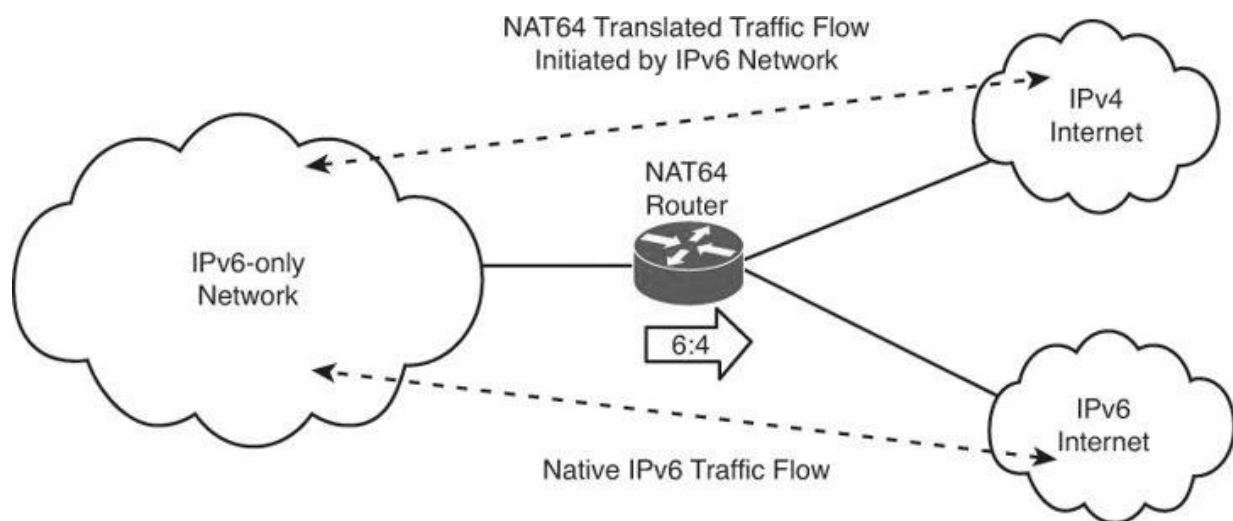 NAT64 Translated Traffic Flow
Initiated by IPv6 Network
IPv4
Internet
NAT64
Router
IPv6-only
Network
6:4
IPv6
Internet
Native IPv6 Traffic Flow